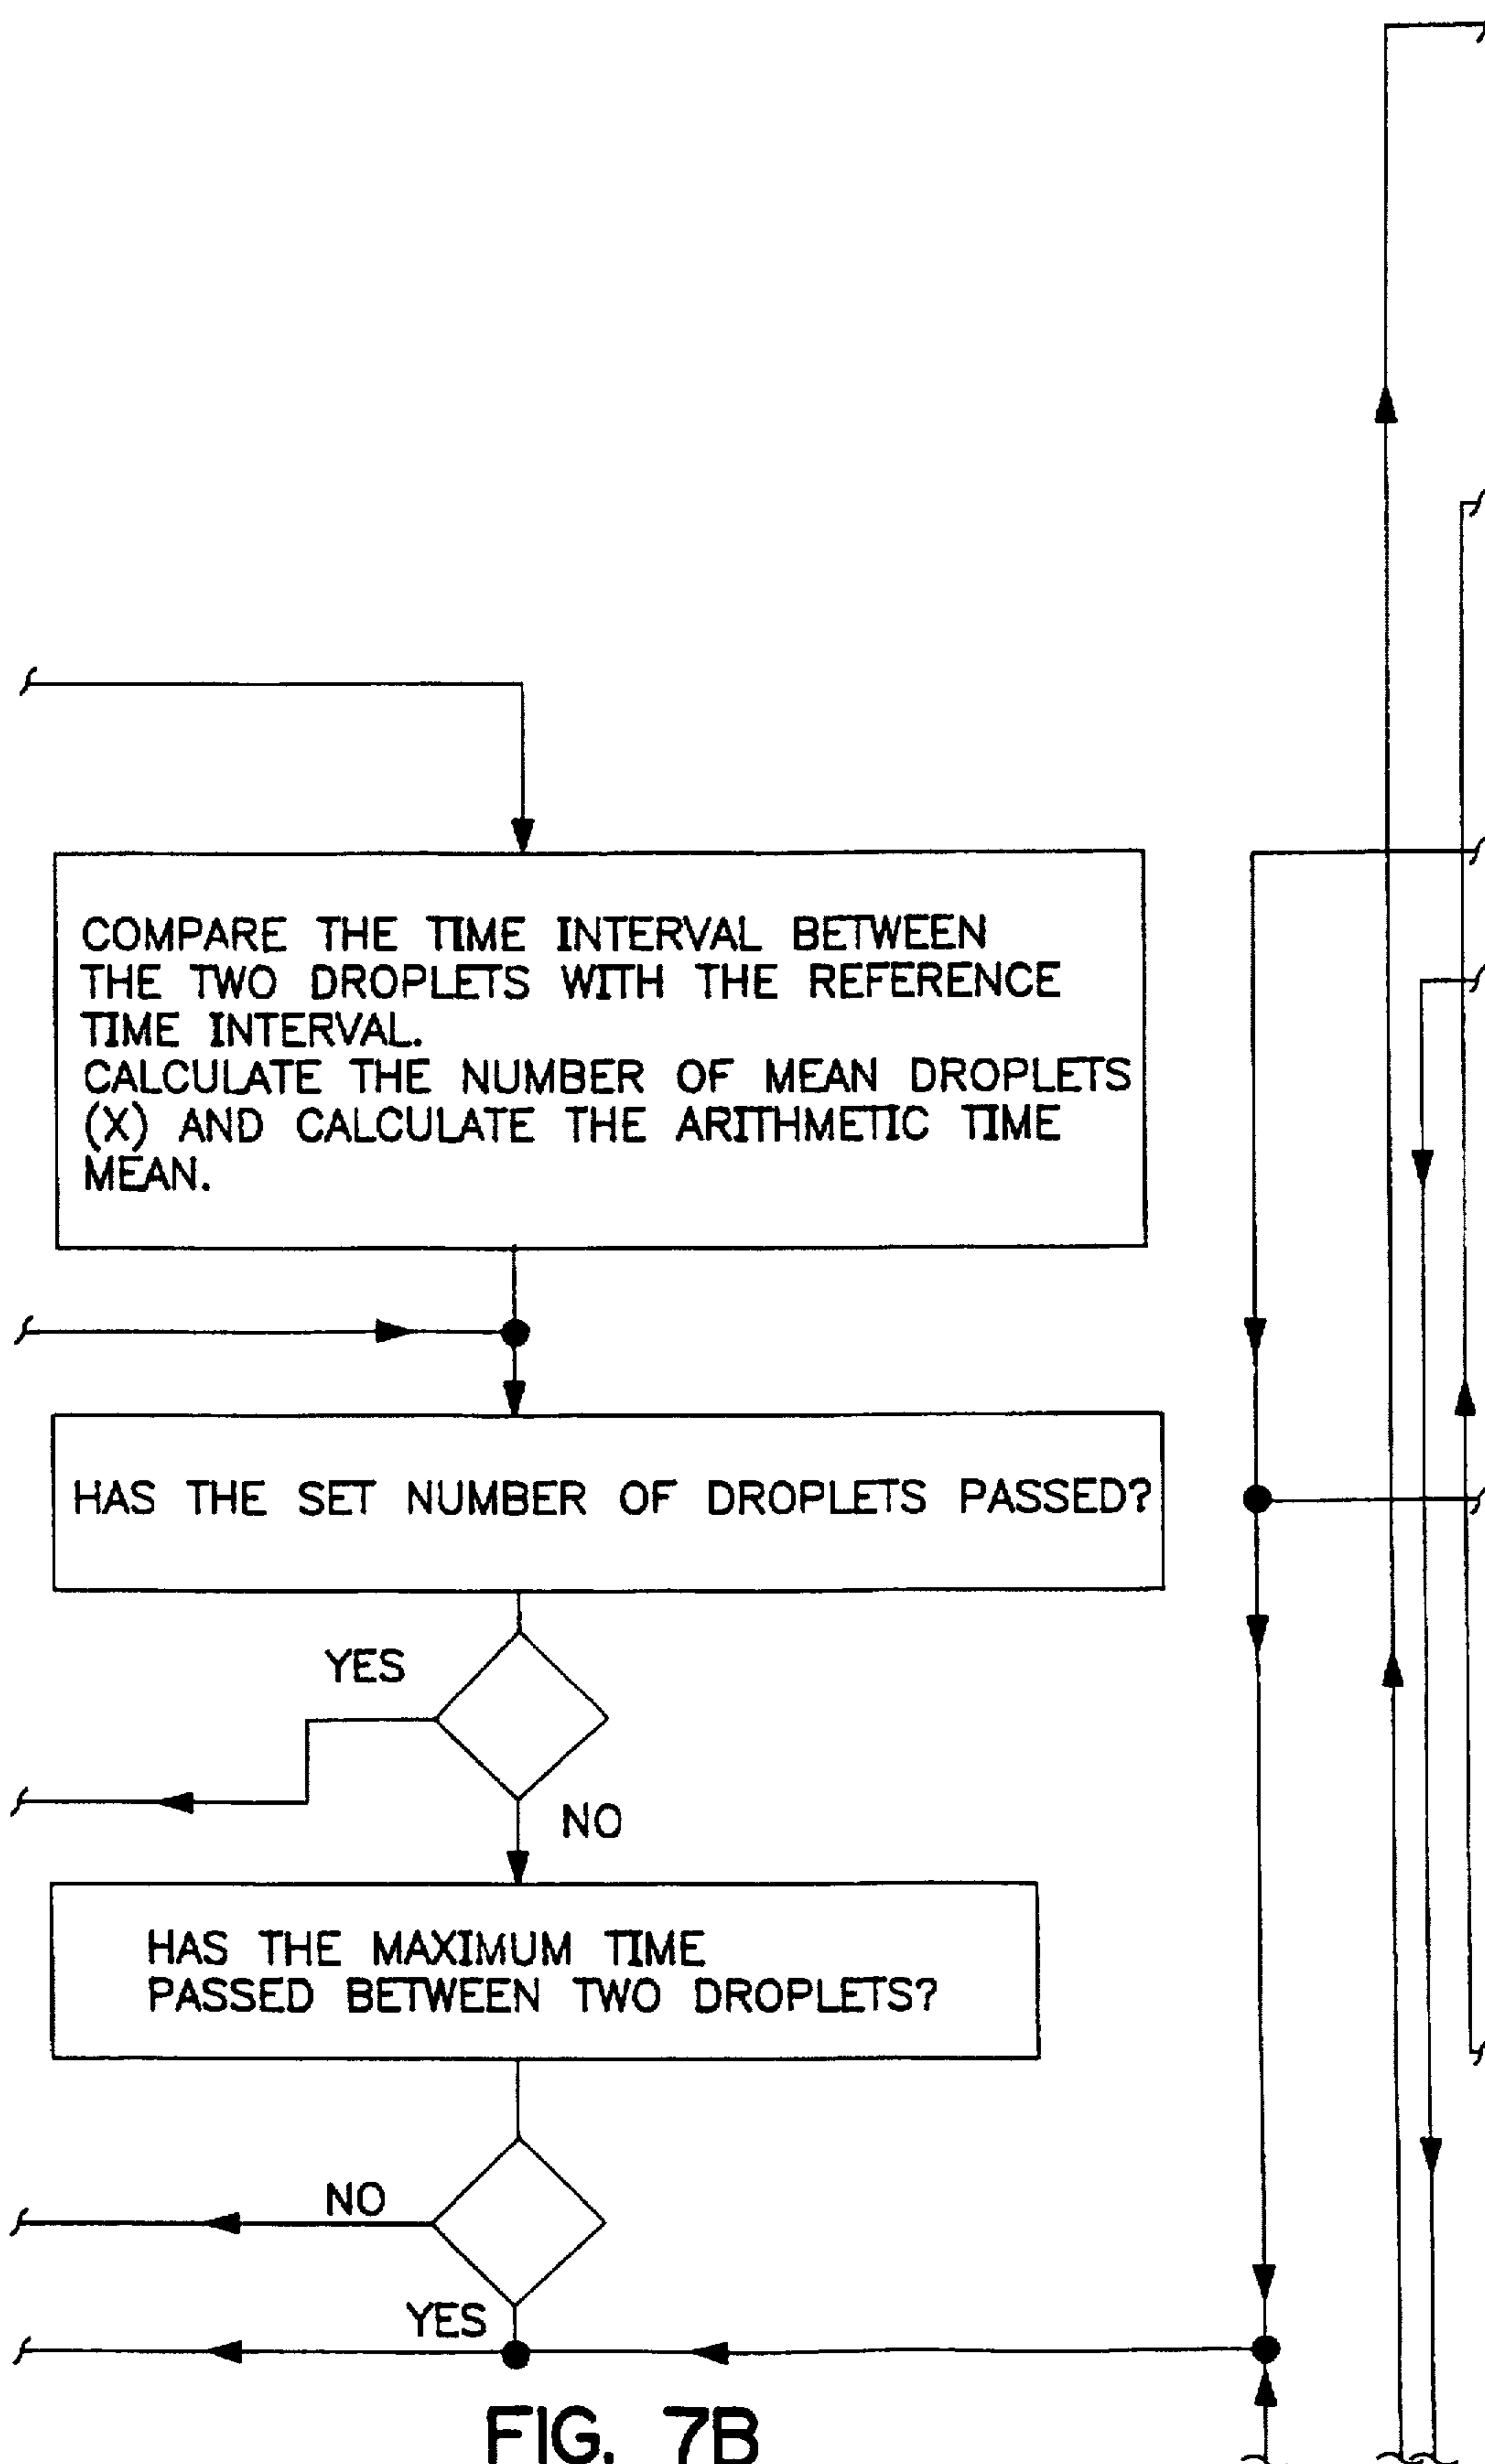 COMPARE THE TIME INTERVAL BETWEEN
THE TWO DROPLETS WITH THE REFERENCE
TIME INTERVAL.
CALCULATE THE NUMBER OF MEAN DROPLETS
(X) AND CALCULATE THE ARITHMETIC TIME
MEAN.
HAS THE SET NUMBER OF DROPLETS PASSED?
YES
NO
HAS THE MAXIMUM TIME
PASSED BETWEEN TWO DROPLETS?
NO
YES
FIG. 7B